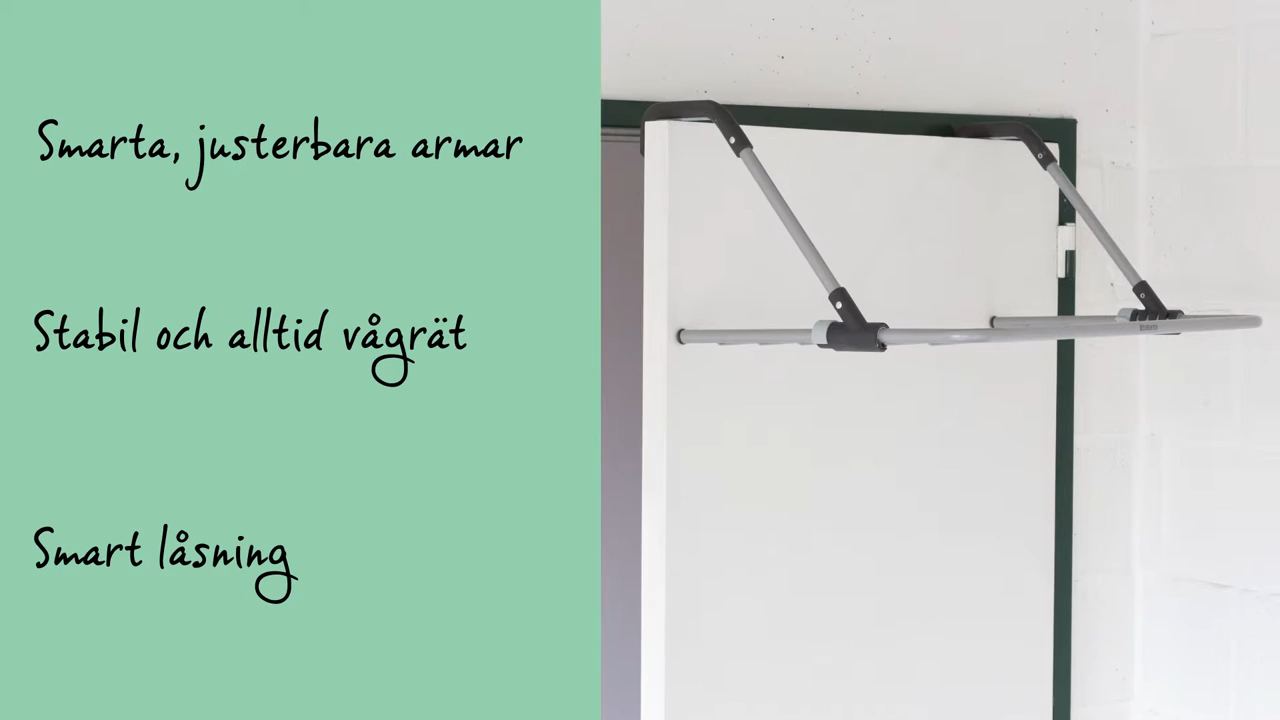 Smarta, justerbara armar
Stabil och alltid vågrät
Smart låsning